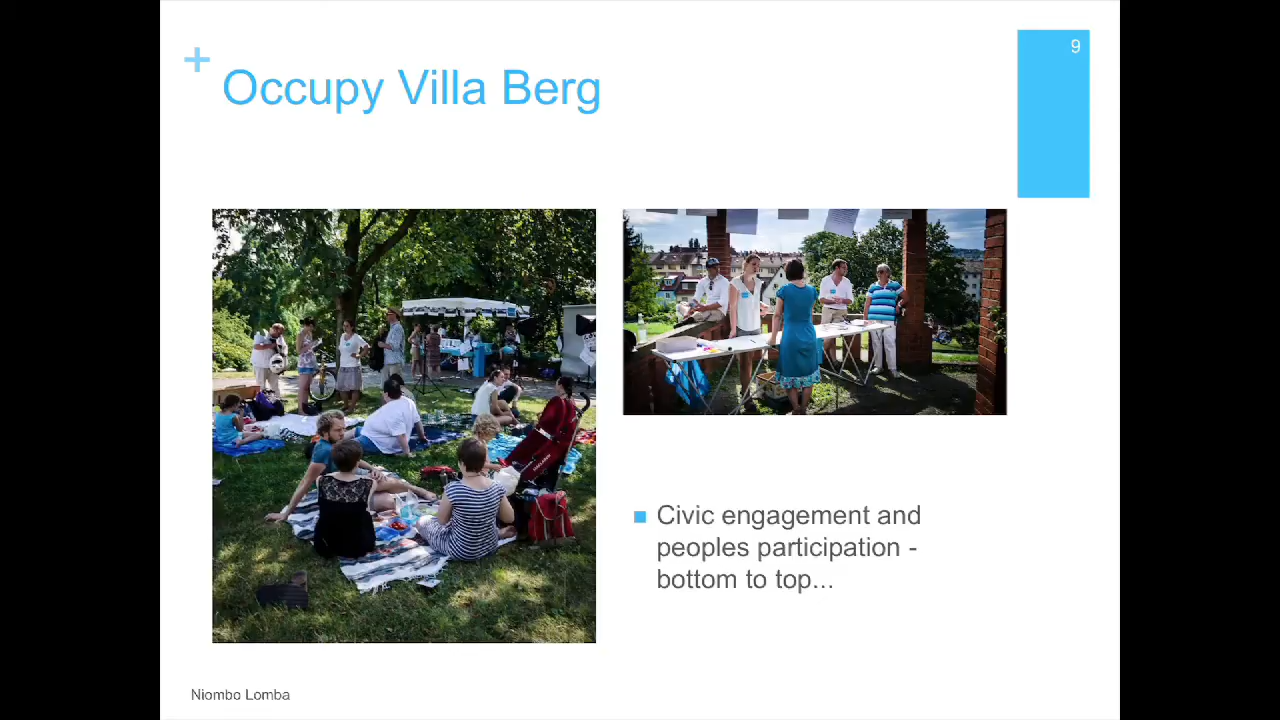 9
+
Occupy Villa Berg
Civic engagement and
peoples participation -
bottom to top...
Niombo Lomba